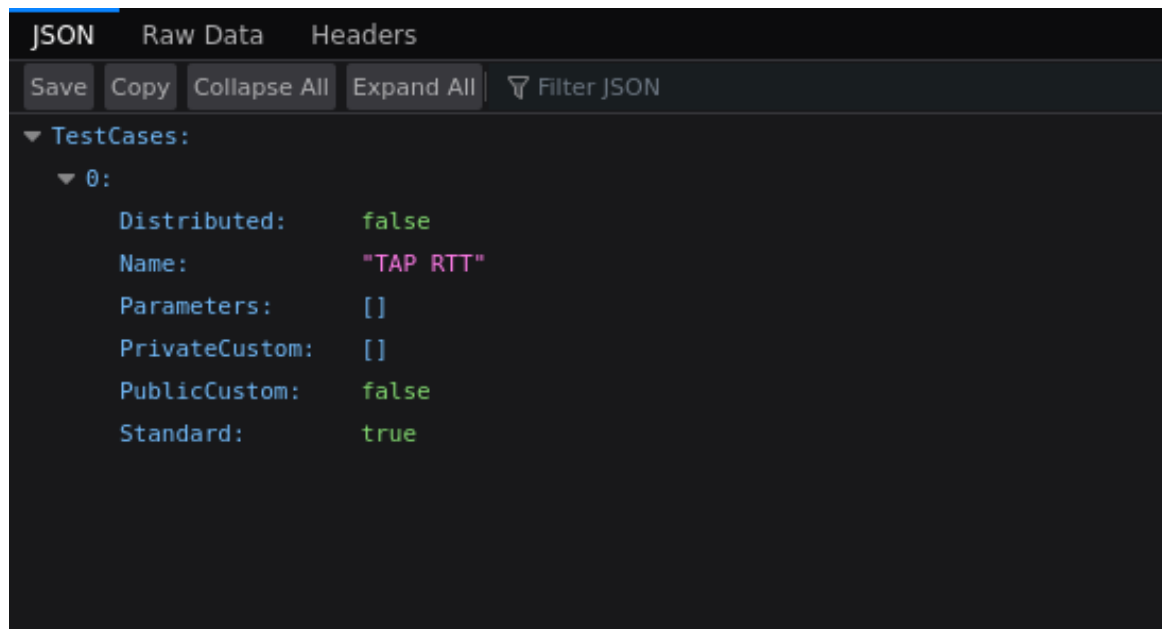 JSON Raw Data Headers
Save Copy Collapse All Expand All Filter JSON
TestCases:
0:
Distributed: false
Name: "TAP RTT"
Parameters: []
PrivateCustom: []
PublicCustom: false
Standard: true